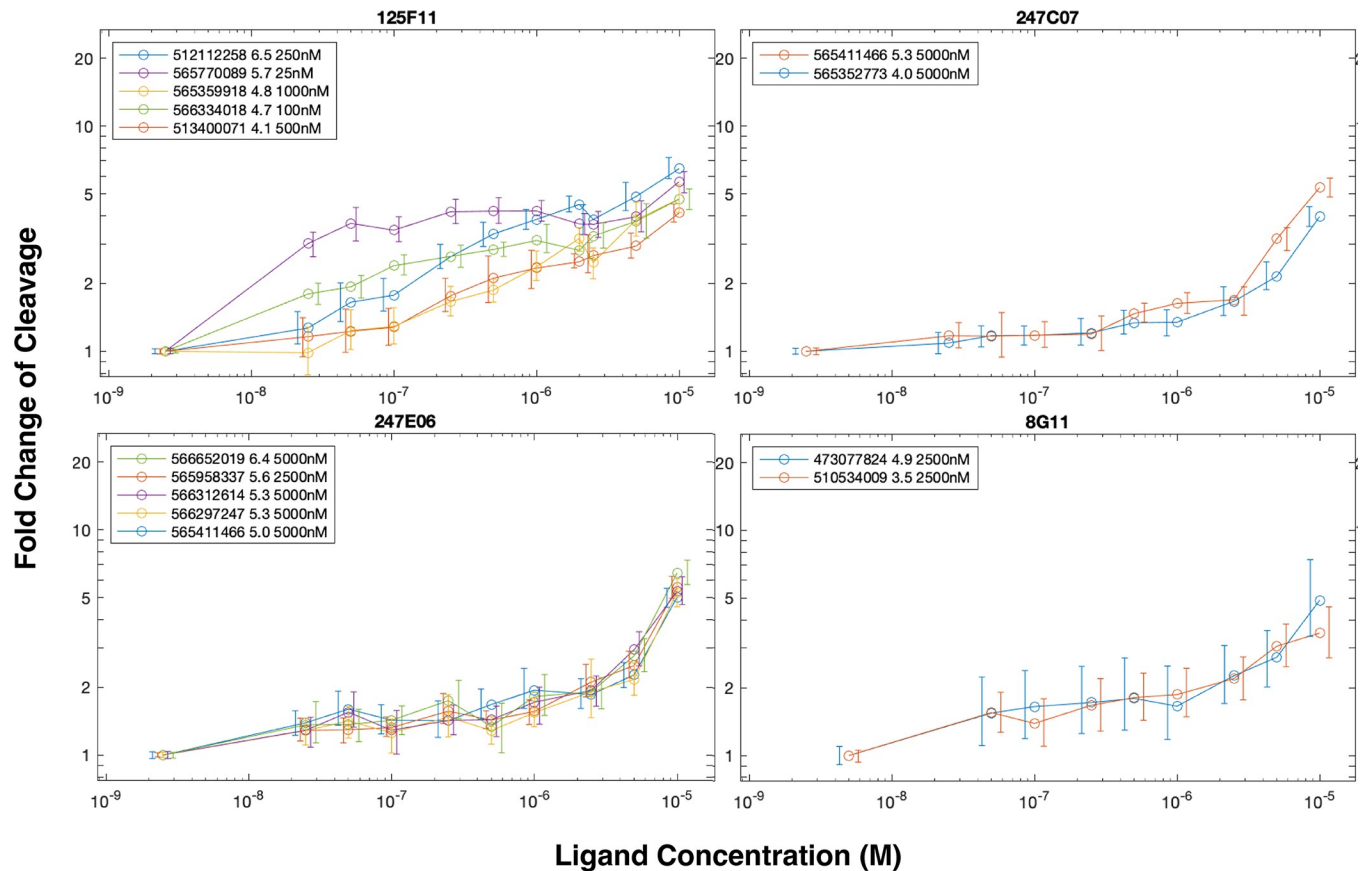 Fold Change of Cleavage
125F11
512112258 6.5 250nM
565770089 5.7 25nM
565359918 4.8 1000nM
566334018 4.7 100nM
513400071 4.1 500nM
20
10
5
2
1
10-9
10-8
10-7
10-6
10-5
247C07
565411466 5.3 5000nM
565352773 4.0 5000nM
20
10
5
2
1
10-9
10-8
10-7
10-6
10-5
247E06
566652019 6.4 5000nM
565958337 5.6 2500nM
566312614 5.3 5000nM
566297247 5.3 5000nM
565411466 5.0 5000nM
20
10
5
2
1
10-9
10-8
10-7
10-6
10-5
8G11
473077824 4.9 2500nM
510534009 3.5 2500nM
20
10
5
2
1
10-9
10-8
10-7
10-6
10-5
Ligand Concentration (M)